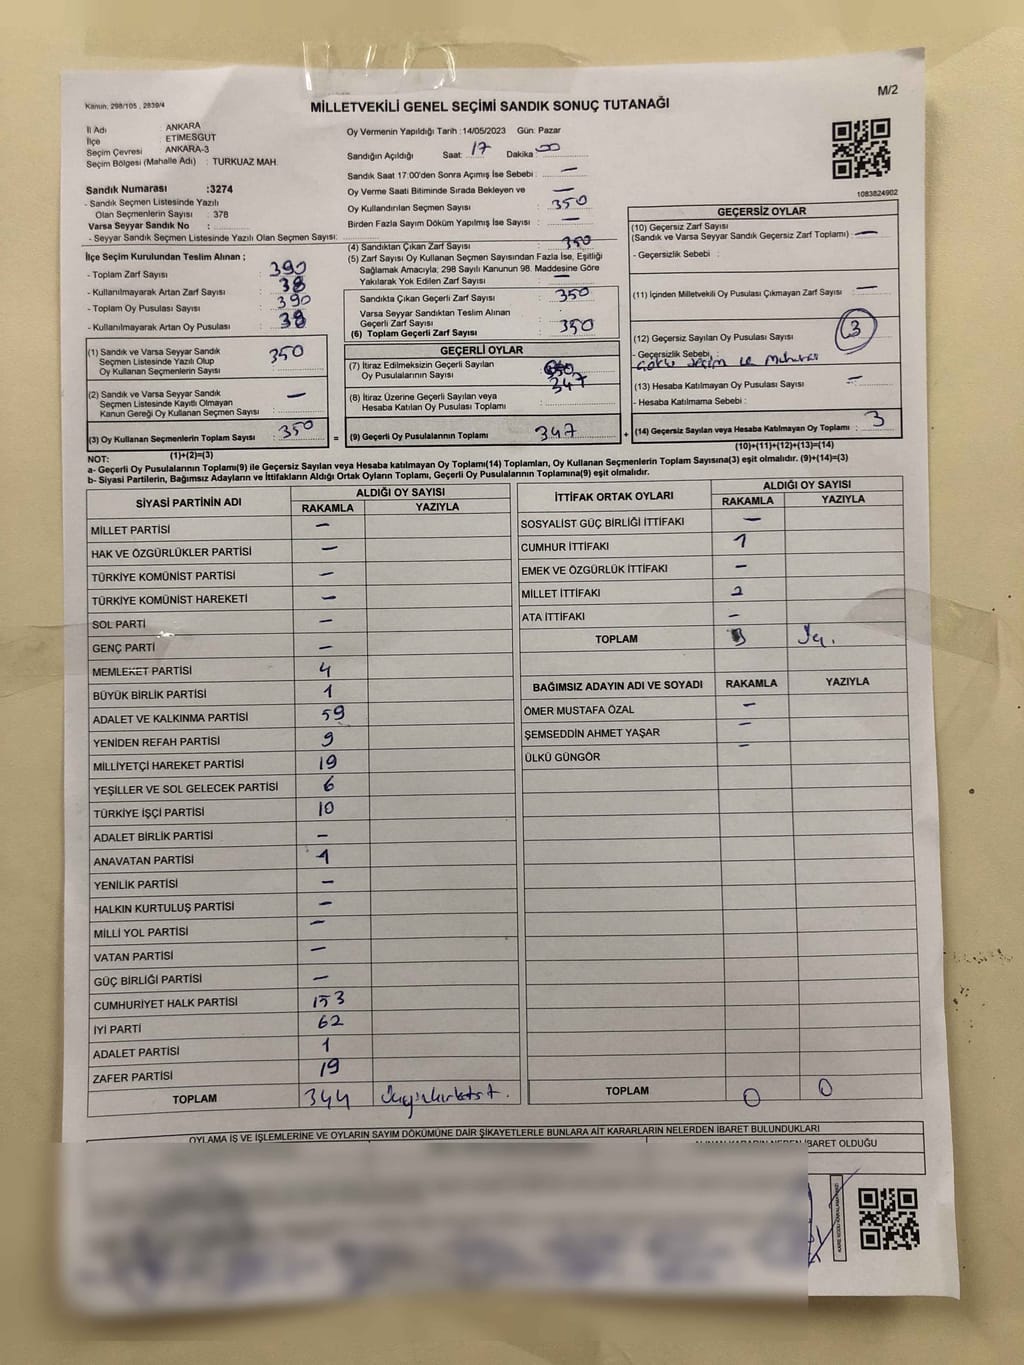 Kanun, 298/105 , 2839/4
M/2
MİLLETVEKİLİ GENEL SEÇİMİ SANDIK SONUÇ TUTANAĞI
İl Adı : ANKARA
İlçe : ETİMESGUT
Seçim Çevresi : ANKARA-3
Seçim Bölgesi (Mahalle Adı) : TURKUAZ MAH.
Sandık Numarası :3274
- Sandık Seçmen Listesinde Yazılı
Olan Seçmenlerin Sayısı : 378
Varsa Seyyar Sandık No :
- Seyyar Sandık Seçmen Listesinde Yazılı Olan Seçmen Sayısı:
Oy Vermenin Yapıldığı Tarih :14/05/2023 Gün: Pazar
Sandığın Açıldığı Saat: 17 Dakika: 00
Sandık Saat 17:00'den Sonra Açımış İse Sebebi : —
Oy Verme Saati Bitiminde Sırada Bekleyen ve —
Oy Kullandırılan Seçmen Sayısı : 350
Birden Fazla Sayım Döküm Yapılmış İse Sayısı : —
1083824902
İlçe Seçim Kurulundan Teslim Alınan ;
- Toplam Zarf Sayısı : 390
- Kullanılmayarak Artan Zarf Sayısı : 38
- Toplam Oy Pusulası Sayısı : 390
- Kullanılmayarak Artan Oy Pusulası : 38
(1) Sandık ve Varsa Seyyar Sandık
Seçmen Listesinde Yazılı Olup
Oy Kullanan Seçmenlerin Sayısı : 350
(2) Sandık ve Varsa Seyyar Sandık
Seçmen Listesinde Kayıtlı Olmayan
Kanun Gereği Oy Kullanan Seçmen Sayısı : —
(3) Oy Kullanan Seçmenlerin Toplam Sayısı : 350
(1)+(2)=(3)
(4) Sandıktan Çıkan Zarf Sayısı : 350
(5) Zarf Sayısı Oy Kullanan Seçmen Sayısından Fazla İse, Eşitliği
Sağlamak Amacıyla; 298 Sayılı Kanunun 98. Maddesine Göre
Yakılarak Yok Edilen Zarf Sayısı : —
Sandıkta Çıkan Geçerli Zarf Sayısı : 350
Varsa Seyyar Sandıktan Teslim Alınan
Geçerli Zarf Sayısı :
(6) Toplam Geçerli Zarf Sayısı : 350
GEÇERLİ OYLAR
(7) İtiraz Edilmeksizin Geçerli Sayılan
Oy Pusulalarının Sayısı : 347
(8) İtiraz Üzerine Geçerli Sayılan veya
Hesaba Katılan Oy Pusulası Toplamı :
= (9) Geçerli Oy Pusulalarının Toplamı : 347 +
GEÇERSİZ OYLAR
(10) Geçersiz Zarf Sayısı
(Sandık ve Varsa Seyyar Sandık Geçersiz Zarf Toplamı) : —
- Geçersizlik Sebebi :
(11) İçinden Milletvekili Oy Pusulası Çıkmayan Zarf Sayısı : —
(12) Geçersiz Sayılan Oy Pusulası Sayısı : 3
- Geçersizlik Sebebi :
(13) Hesaba Katılmayan Oy Pusulası Sayısı : —
- Hesaba Katılmama Sebebi :
(14) Geçersiz Sayılan veya Hesaba Katılmayan Oy Toplamı : 3
(10)+(11)+(12)+(13)=(14)
NOT:
a- Geçerli Oy Pusulalarının Toplamı(9) ile Geçersiz Sayılan veya Hesaba katılmayan Oy Toplamı(14) Toplamları, Oy Kullanan Seçmenlerin Toplam Sayısına(3) eşit olmalıdır. (9)+(14)=(3)
b- Siyasi Partilerin, Bağımsız Adayların ve İttifakların Aldığı Ortak Oyların Toplamı, Geçerli Oy Pusulalarının Toplamına(9) eşit olmalıdır.
SİYASİ PARTİNİN ADI
ALDIĞI OY SAYISI
RAKAMLA YAZIYLA
MİLLET PARTİSİ —
HAK VE ÖZGÜRLÜKLER PARTİSİ —
TÜRKİYE KOMÜNİST PARTİSİ —
TÜRKİYE KOMÜNİST HAREKETİ —
SOL PARTİ —
GENÇ PARTİ —
MEMLEKET PARTİSİ 4
BÜYÜK BİRLİK PARTİSİ 1
ADALET VE KALKINMA PARTİSİ 59
YENİDEN REFAH PARTİSİ 9
MİLLİYETÇİ HAREKET PARTİSİ 19
YEŞİLLER VE SOL GELECEK PARTİSİ 6
TÜRKİYE İŞÇİ PARTİSİ 10
ADALET BİRLİK PARTİSİ —
ANAVATAN PARTİSİ 1
YENİLİK PARTİSİ —
HALKIN KURTULUŞ PARTİSİ —
MİLLİ YOL PARTİSİ —
VATAN PARTİSİ —
GÜÇ BİRLİĞİ PARTİSİ —
CUMHURİYET HALK PARTİSİ 153
İYİ PARTİ 62
ADALET PARTİSİ 1
ZAFER PARTİSİ 19
TOPLAM 344
İTTİFAK ORTAK OYLARI
ALDIĞI OY SAYISI
RAKAMLA YAZIYLA
SOSYALİST GÜÇ BİRLİĞİ İTTİFAKI —
CUMHUR İTTİFAKI 1
EMEK VE ÖZGÜRLÜK İTTİFAKI —
MİLLET İTTİFAKI 2
ATA İTTİFAKI —
TOPLAM 3 Üç.
BAĞIMSIZ ADAYIN ADI VE SOYADI RAKAMLA YAZIYLA
ÖMER MUSTAFA ÖZAL —
ŞEMSEDDİN AHMET YAŞAR —
ÜLKÜ GÜNGÖR —
TOPLAM 0 0
OYLAMA İŞ VE İŞLEMLERİNE VE OYLARIN SAYIM DÖKÜMÜNE DAİR ŞİKAYETLERLE BUNLARA AİT KARARLARIN NELERDEN İBARET BULUNDUKLARI
ALINAN KARARIN NEDEN İBARET OLDUĞU